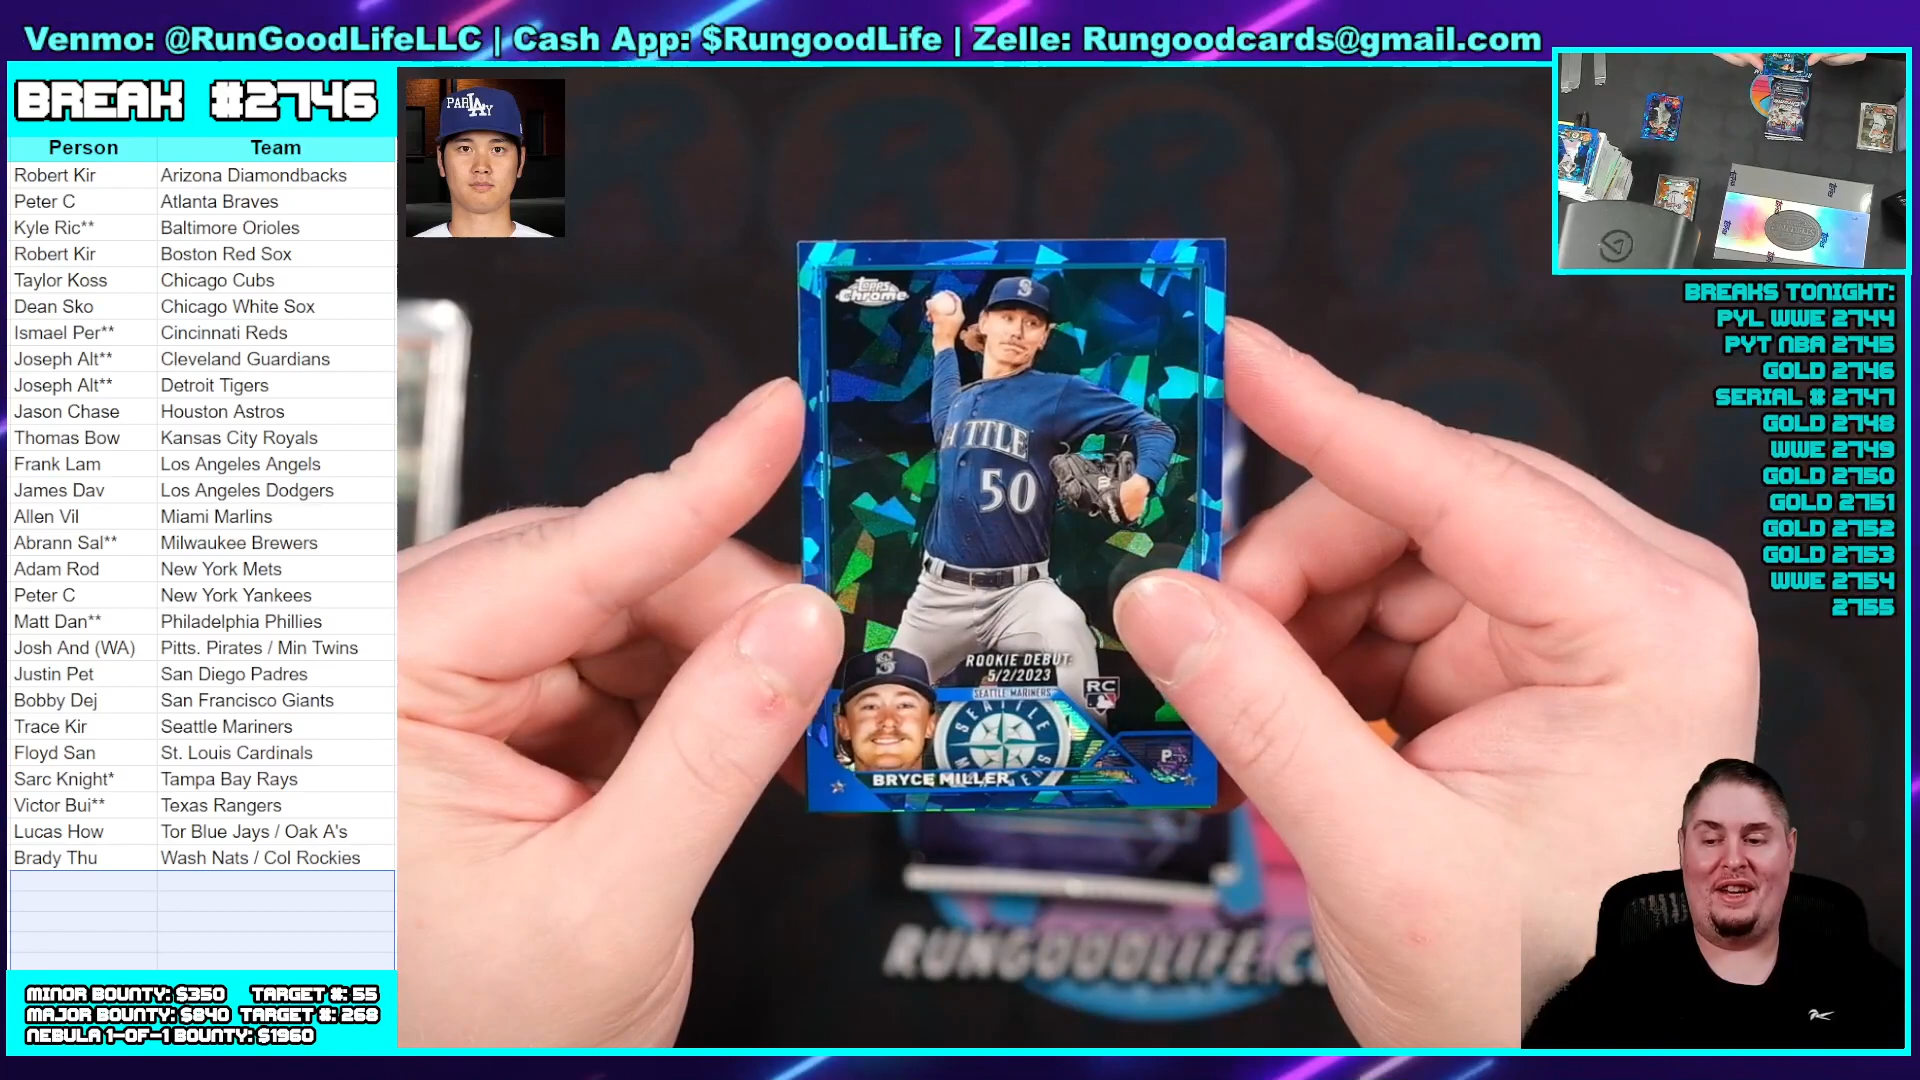 Venmo: @RunGoodLifeLLC | Cash App: $RungoodLife | Zelle: Rungoodcards@gmail.com
BREAK #2746
Person Team
Robert Kir Arizona Diamondbacks
Peter C Atlanta Braves
Kyle Ric** Baltimore Orioles
Robert Kir Boston Red Sox
Taylor Koss Chicago Cubs
Dean Sko Chicago White Sox
Ismael Per** Cincinnati Reds
Joseph Alt** Cleveland Guardians
Joseph Alt** Detroit Tigers
Jason Chase Houston Astros
Thomas Bow Kansas City Royals
Frank Lam Los Angeles Angels
James Dav Los Angeles Dodgers
Allen Vil Miami Marlins
Abrann Sal** Milwaukee Brewers
Adam Rod New York Mets
Peter C New York Yankees
Matt Dan** Philadelphia Phillies
Josh And (WA) Pitts. Pirates / Min Twins
Justin Pet San Diego Padres
Bobby Dej San Francisco Giants
Trace Kir Seattle Mariners
Floyd San St. Louis Cardinals
Sarc Knight* Tampa Bay Rays
Victor Bui** Texas Rangers
Lucas How Tor Blue Jays / Oak A's
Brady Thu Wash Nats / Col Rockies
MINOR BOUNTY: $350 TARGET #: 55
MAJOR BOUNTY: $840 TARGET #: 268
NEBULA 1-OF-1 BOUNTY: $1960
PARLAY
Topps
Chrome
S
ATTLE
50
ROOKIE DEBUT:
5/2/2023
SEATTLE MARINERS
RC
SEATTLE
MARINERS
P
BRYCE MILLER
RUNGOODLIFE.C
BREAKS TONIGHT:
PYL WWE 2744
PYT NBA 2745
GOLD 2746
SERIAL # 2747
GOLD 2748
WWE 2749
GOLD 2750
GOLD 2751
GOLD 2752
GOLD 2753
WWE 2754
2755